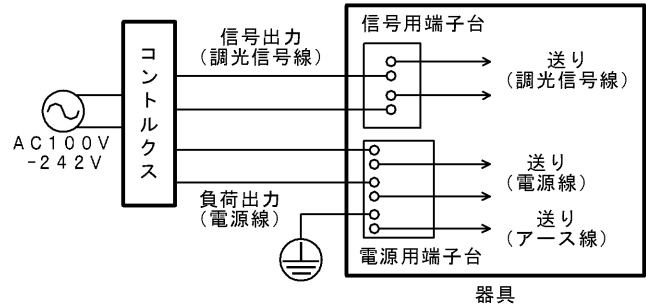 信号出力
(調光信号線)
コントルクス
AC100V
-242V
負荷出力
(電源線)
信号用端子台
送り
(調光信号線)
送り
(電源線)
送り
(アース線)
電源用端子台
器具